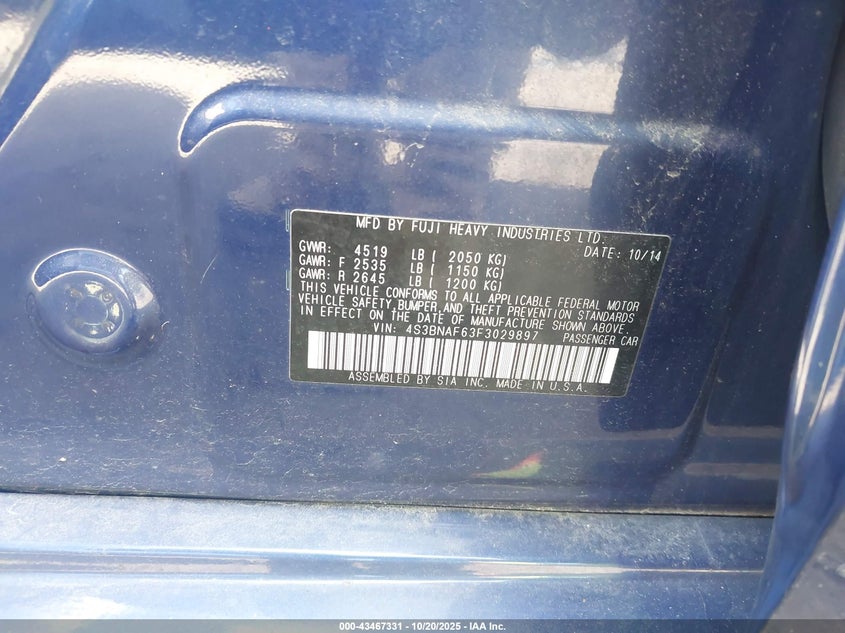 MFD BY FUJI HEAVY INDUSTRIES LTD.
GVWR: 4519 LB ( 2050 KG) DATE: 10/14
GAWR: F 2535 LB ( 1150 KG)
GAWR: R 2645 LB ( 1200 KG)
THIS VEHICLE CONFORMS TO ALL APPLICABLE FEDERAL MOTOR
VEHICLE SAFETY, BUMPER, AND THEFT PREVENTION STANDARDS
IN EFFECT ON THE DATE OF MANUFACTURE SHOWN ABOVE.
VIN: 4S3BNAF63F3029897 PASSENGER CAR
ASSEMBLED BY SIA INC. MADE IN U.S.A.
000-43467331 | 10/20/2025 | IAA Inc.